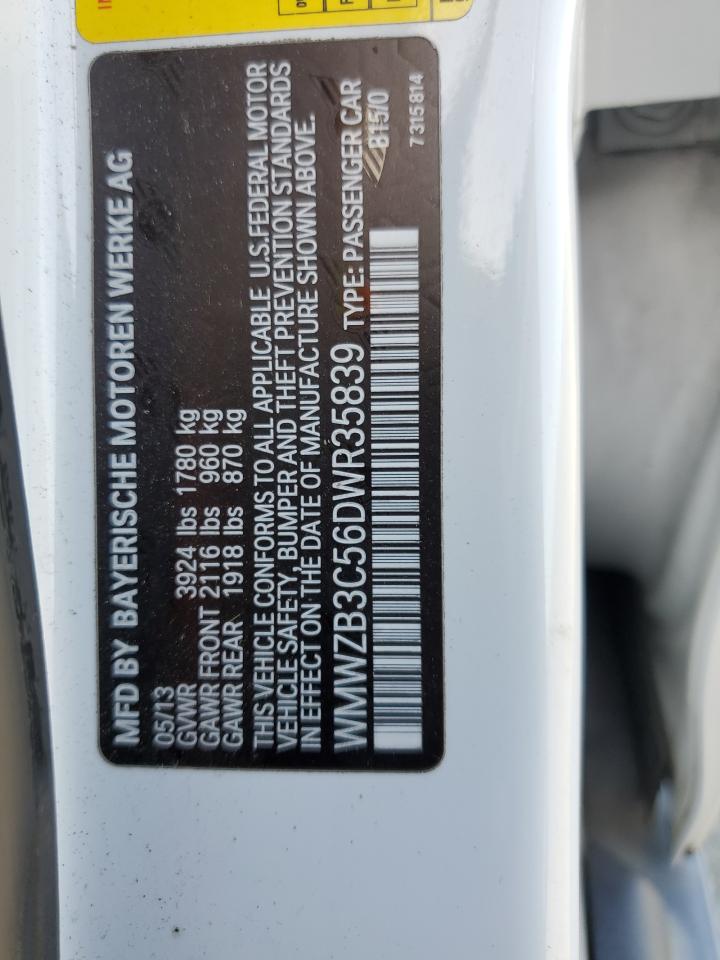 MFD BY BAYERISCHE MOTOREN WERKE AG
05/13
GVWR 3924 lbs 1780 kg
GAWR FRONT 2116 lbs 960 kg
GAWR REAR 1918 lbs 870 kg
THIS VEHICLE CONFORMS TO ALL APPLICABLE U.S.FEDERAL MOTOR
VEHICLE SAFETY, BUMPER AND THEFT PREVENTION STANDARDS
IN EFFECT ON THE DATE OF MANUFACTURE SHOWN ABOVE.
WMWZB3C56DWR35839 TYPE: PASSENGER CAR
B15/0
7315814